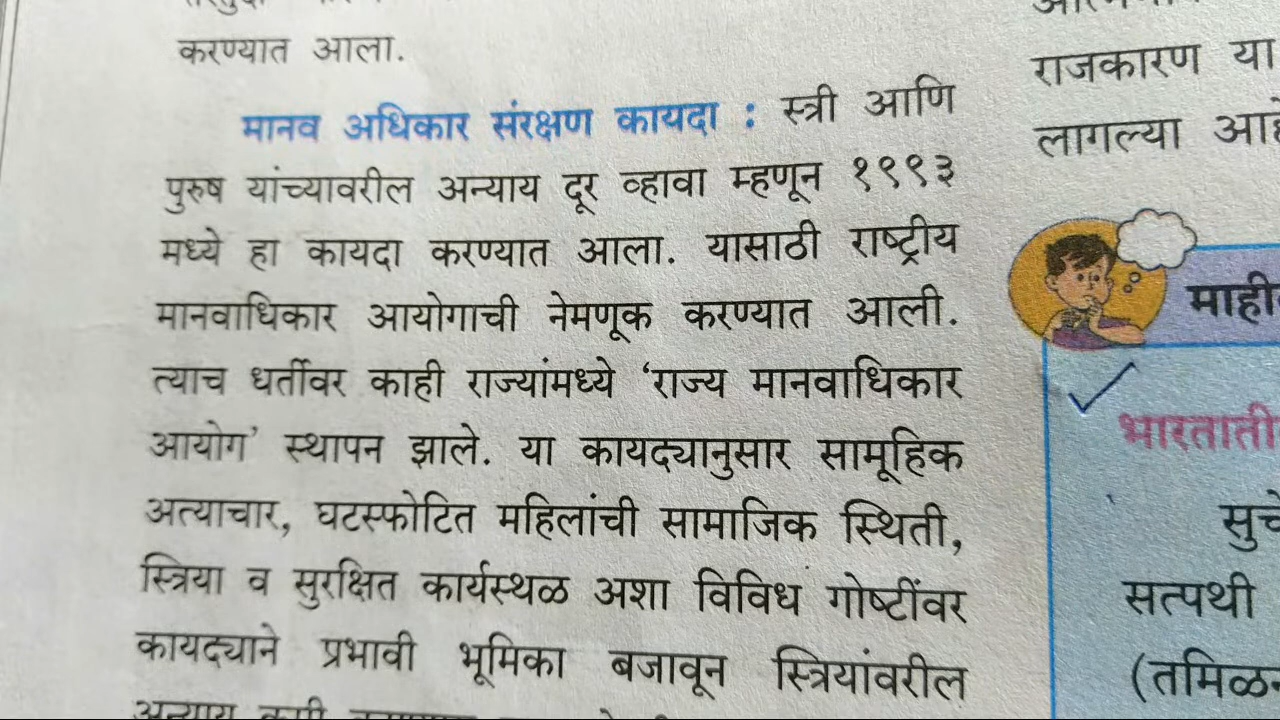 करण्यात आला.
मानव अधिकार संरक्षण कायदा : स्त्री आणि
पुरुष यांच्यावरील अन्याय दूर व्हावा म्हणून १९९३
मध्ये हा कायदा करण्यात आला. यासाठी राष्ट्रीय
मानवाधिकार आयोगाची नेमणूक करण्यात आली.
त्याच धर्तीवर काही राज्यांमध्ये ‘राज्य मानवाधिकार
आयोग’ स्थापन झाले. या कायद्यानुसार सामूहिक
अत्याचार, घटस्फोटित महिलांची सामाजिक स्थिती,
स्त्रिया व सुरक्षित कार्यस्थळ अशा विविध गोष्टींवर
कायद्याने प्रभावी भूमिका बजावून स्त्रियांवरील
राजकारण या
लागल्या
सत्पथी